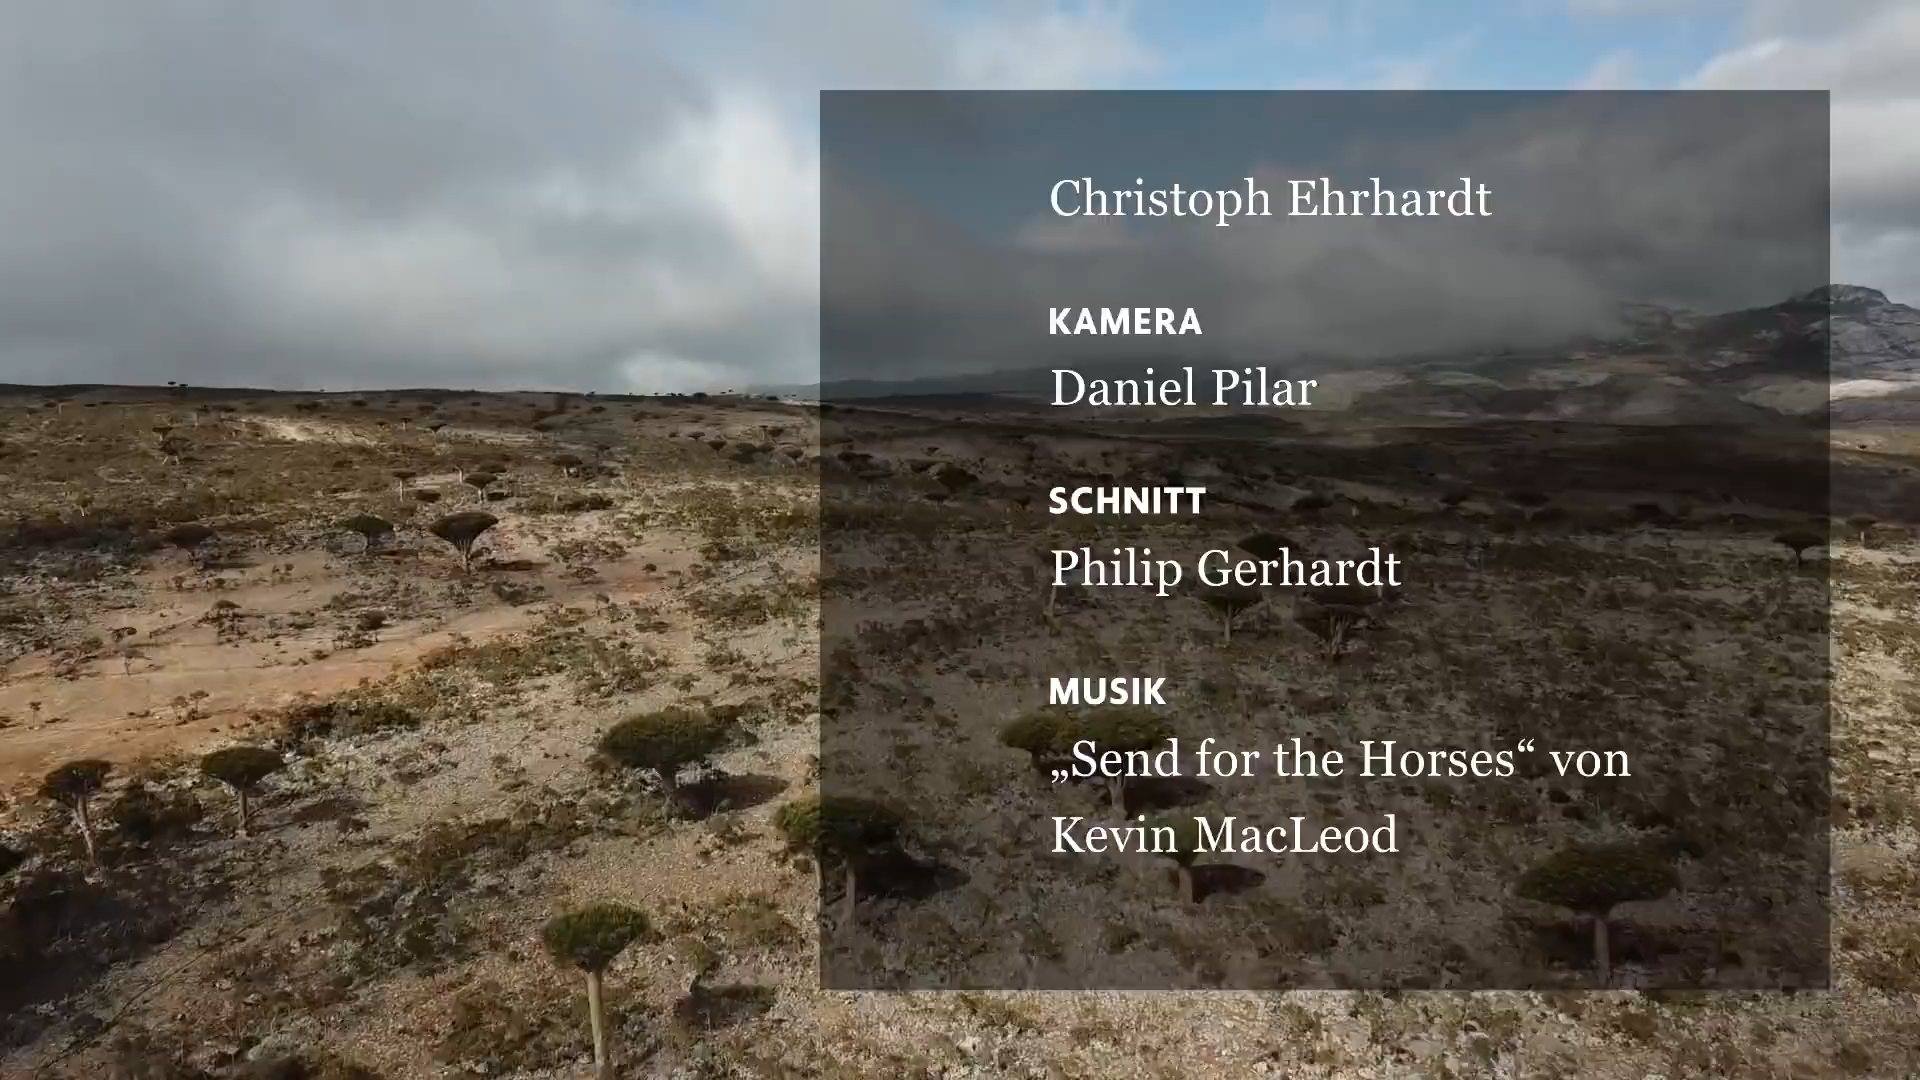 Christoph Ehrhardt
KAMERA
Daniel Pilar
SCHNITT
Philip Gerhardt
MUSIK
„Send for the Horses“ von
Kevin MacLeod